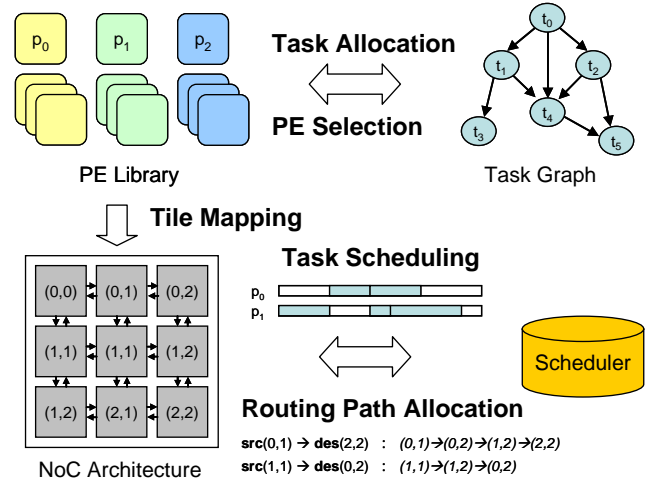 p0 p1 p2
Task Allocation
PE Selection
PE Library
t0
t1 t2
t4
t3 t5
Task Graph
Tile Mapping
(0,0) (0,1) (0,2)
(1,1) (1,1) (1,2)
(1,2) (2,1) (2,2)
NoC Architecture
Task Scheduling
p0
p1
Scheduler
Routing Path Allocation
src(0,1) → des(2,2) : (0,1)→(0,2)→(1,2)→(2,2)
src(1,1) → des(0,2) : (1,1)→(1,2)→(0,2)